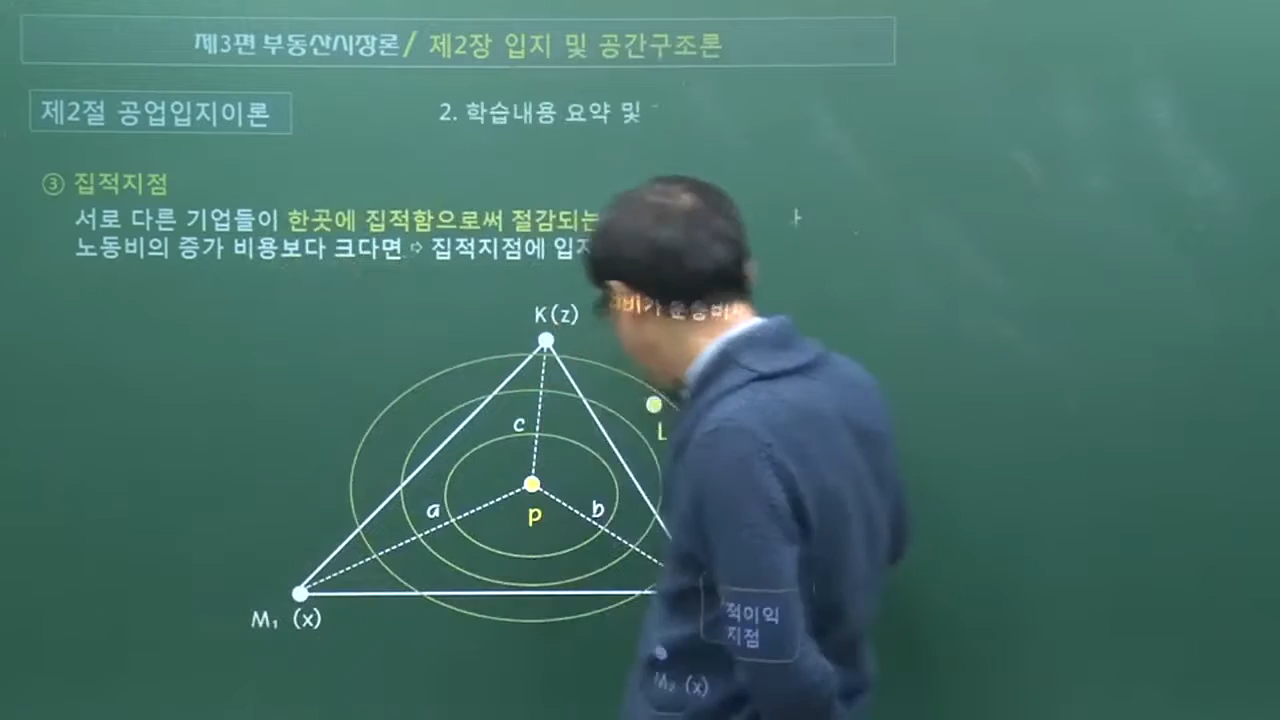 제3편 부동산시장론 / 제2장 입지 및 공간구조론
제2절 공업입지이론
2. 학습내용 요약 및
③ 집적지점
서로 다른 기업들이 한곳에 집적함으로써 절감되는
노동비의 증가 비용보다 크다면 ⇨ 집적지점에 입지
K(z)
L
c
a
b
P
M₁ (x)
적이익
지점
M₂ (x)